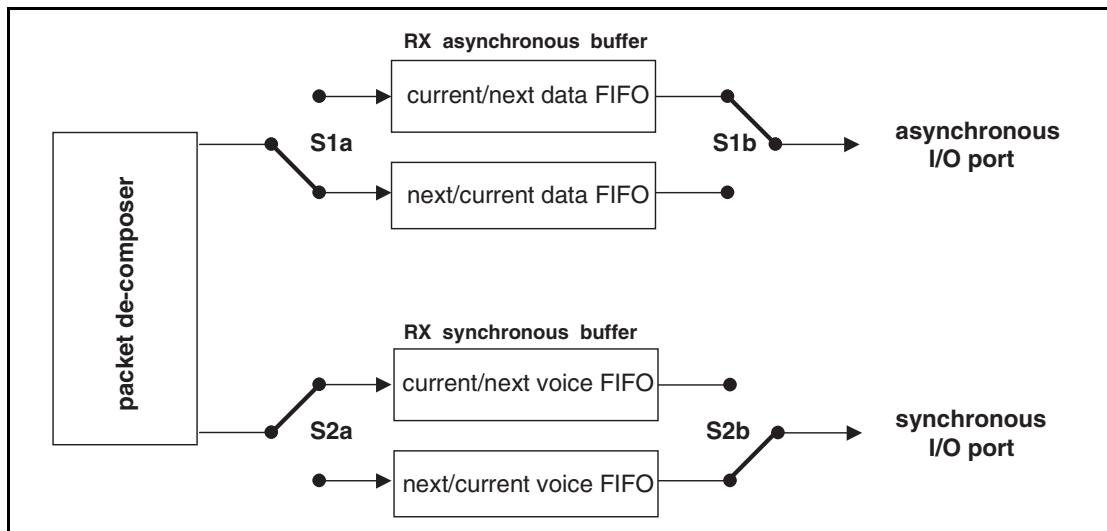 RX asynchronous buffer
current/next data FIFO
S1a
S1b
asynchronous
I/O port
next/current data FIFO
packet de-composer
RX synchronous buffer
current/next voice FIFO
S2a
S2b
synchronous
I/O port
next/current voice FIFO